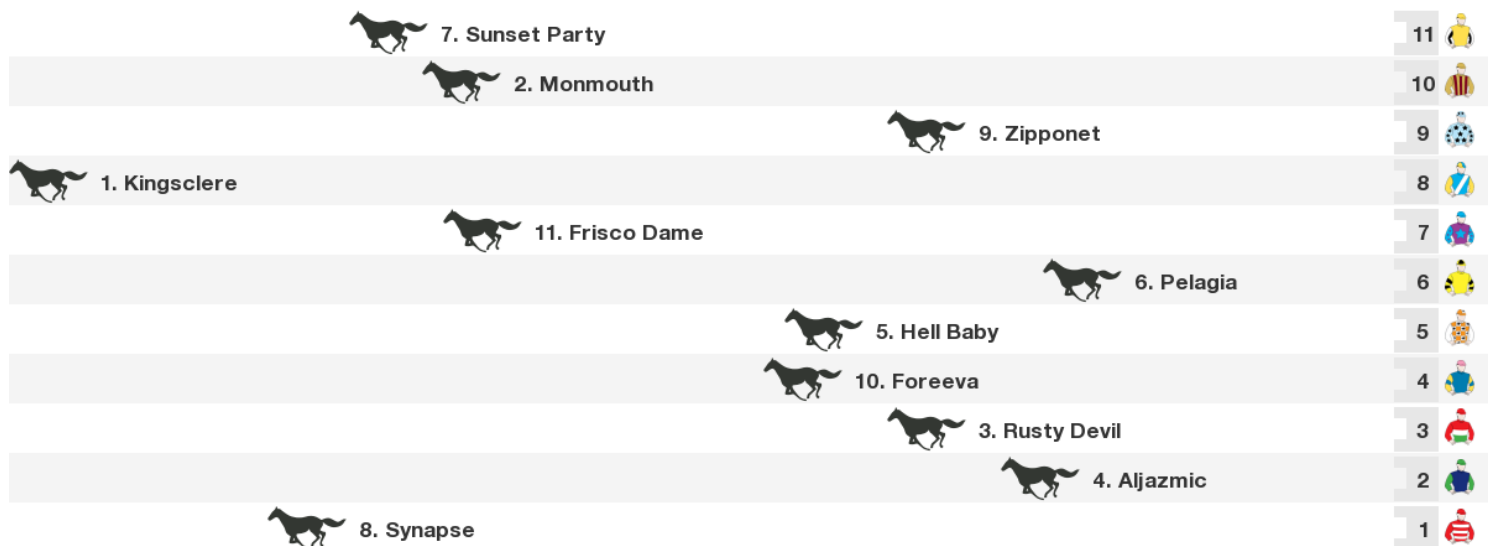 7. Sunset Party 11
2. Monmouth 10
9. Zipponet 9
1. Kingsclere 8
11. Frisco Dame 7
6. Pelagia 6
5. Hell Baby 5
10. Foreeva 4
3. Rusty Devil 3
4. Aljazmic 2
8. Synapse 1